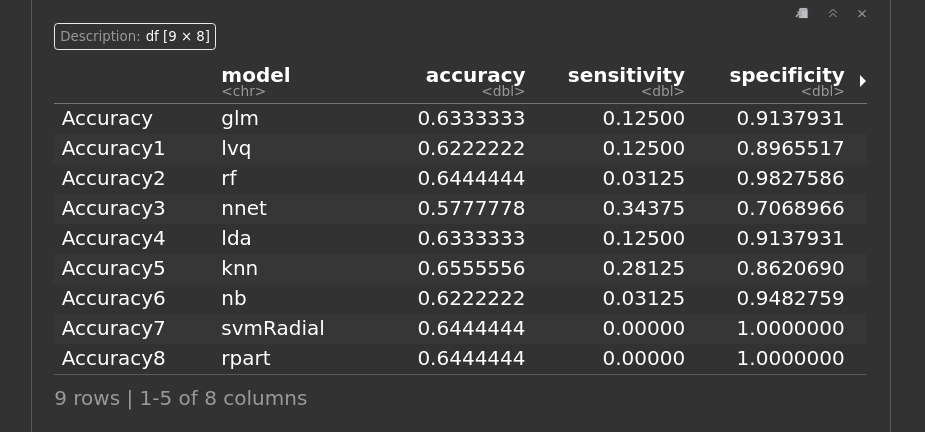 Description: df [9 × 8]
model accuracy sensitivity specificity
<chr> <dbl> <dbl> <dbl>
Accuracy glm 0.6333333 0.12500 0.9137931
Accuracy1 lvq 0.6222222 0.12500 0.8965517
Accuracy2 rf 0.6444444 0.03125 0.9827586
Accuracy3 nnet 0.5777778 0.34375 0.7068966
Accuracy4 lda 0.6333333 0.12500 0.9137931
Accuracy5 knn 0.6555556 0.28125 0.8620690
Accuracy6 nb 0.6222222 0.03125 0.9482759
Accuracy7 svmRadial 0.6444444 0.00000 1.0000000
Accuracy8 rpart 0.6444444 0.00000 1.0000000
9 rows | 1-5 of 8 columns